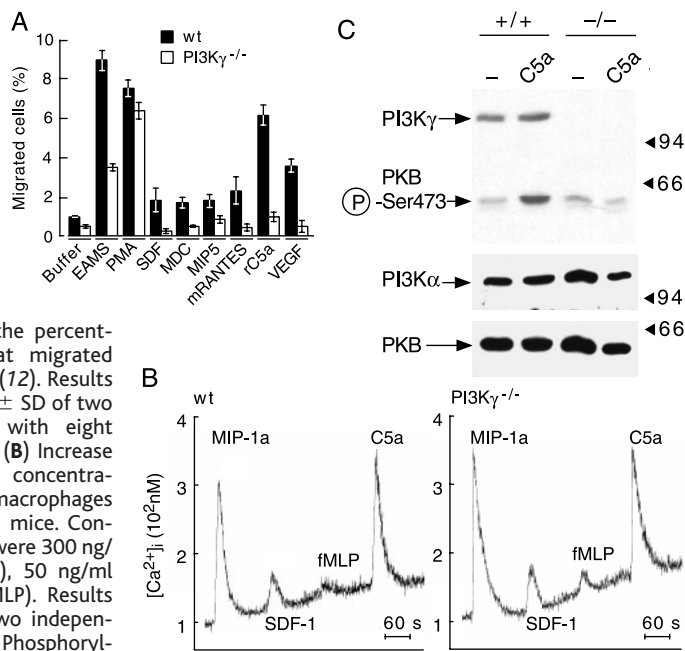 A
wt
PI3Kγ-/-
Migrated cells (%)
10
8
6
4
2
0
Buffer
EAMS
PMA
SDF
MDC
MIP5
mRANTES
rC5a
VEGF
C
+/+
-/-
–
C5a
–
C5a
PI3Kγ
94
PKB
66
P -Ser473
PI3Kα
94
66
PKB
the percent-
at migrated
(12). Results
± SD of two
with eight
(B) Increase
concentra-
macrophages
mice. Con-
were 300 ng/
), 50 ng/ml
MLP). Results
wo indepen-
Phosphoryl-
B
wt
MIP-1a
C5a
fMLP
SDF-1
60 s
[Ca2+]i (102nM)
4
3
2
1
PI3Kγ-/-
MIP-1a
C5a
fMLP
SDF-1
60 s
4
3
2
1